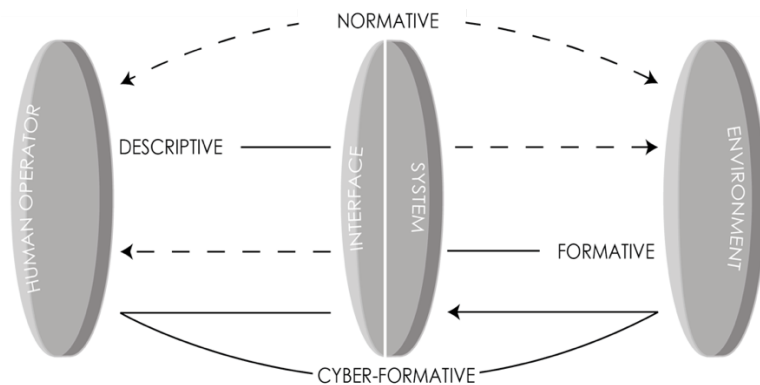 NORMATIVE
HUMAN OPERATOR
DESCRIPTIVE
INTERFACE
SYSTEM
ENVIRONMENT
FORMATIVE
CYBER-FORMATIVE